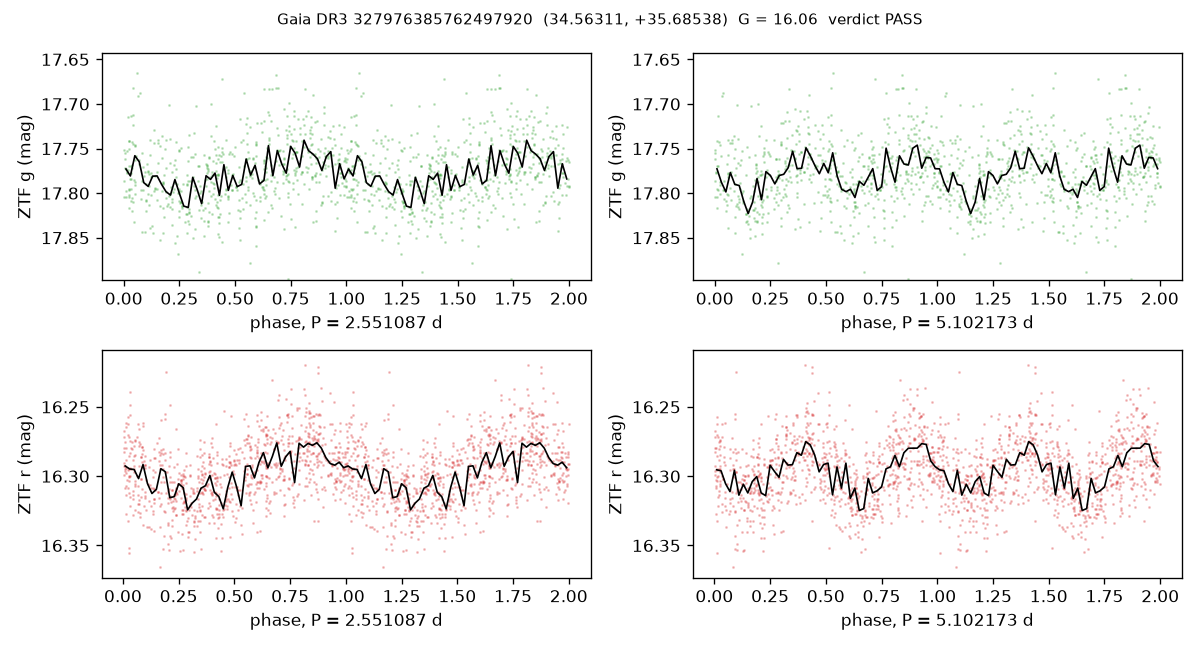 Gaia DR3 327976385762497920  (34.56311, +35.68538)  G = 16.06  verdict PASS
17.65
17.70
17.75
17.80
17.85
ZTF g (mag)
0.00 0.25 0.50 0.75 1.00 1.25 1.50 1.75 2.00
phase, P = 2.551087 d
17.65
17.70
17.75
17.80
17.85
ZTF g (mag)
0.00 0.25 0.50 0.75 1.00 1.25 1.50 1.75 2.00
phase, P = 5.102173 d
16.25
16.30
16.35
ZTF r (mag)
0.00 0.25 0.50 0.75 1.00 1.25 1.50 1.75 2.00
phase, P = 2.551087 d
16.25
16.30
16.35
ZTF r (mag)
0.00 0.25 0.50 0.75 1.00 1.25 1.50 1.75 2.00
phase, P = 5.102173 d